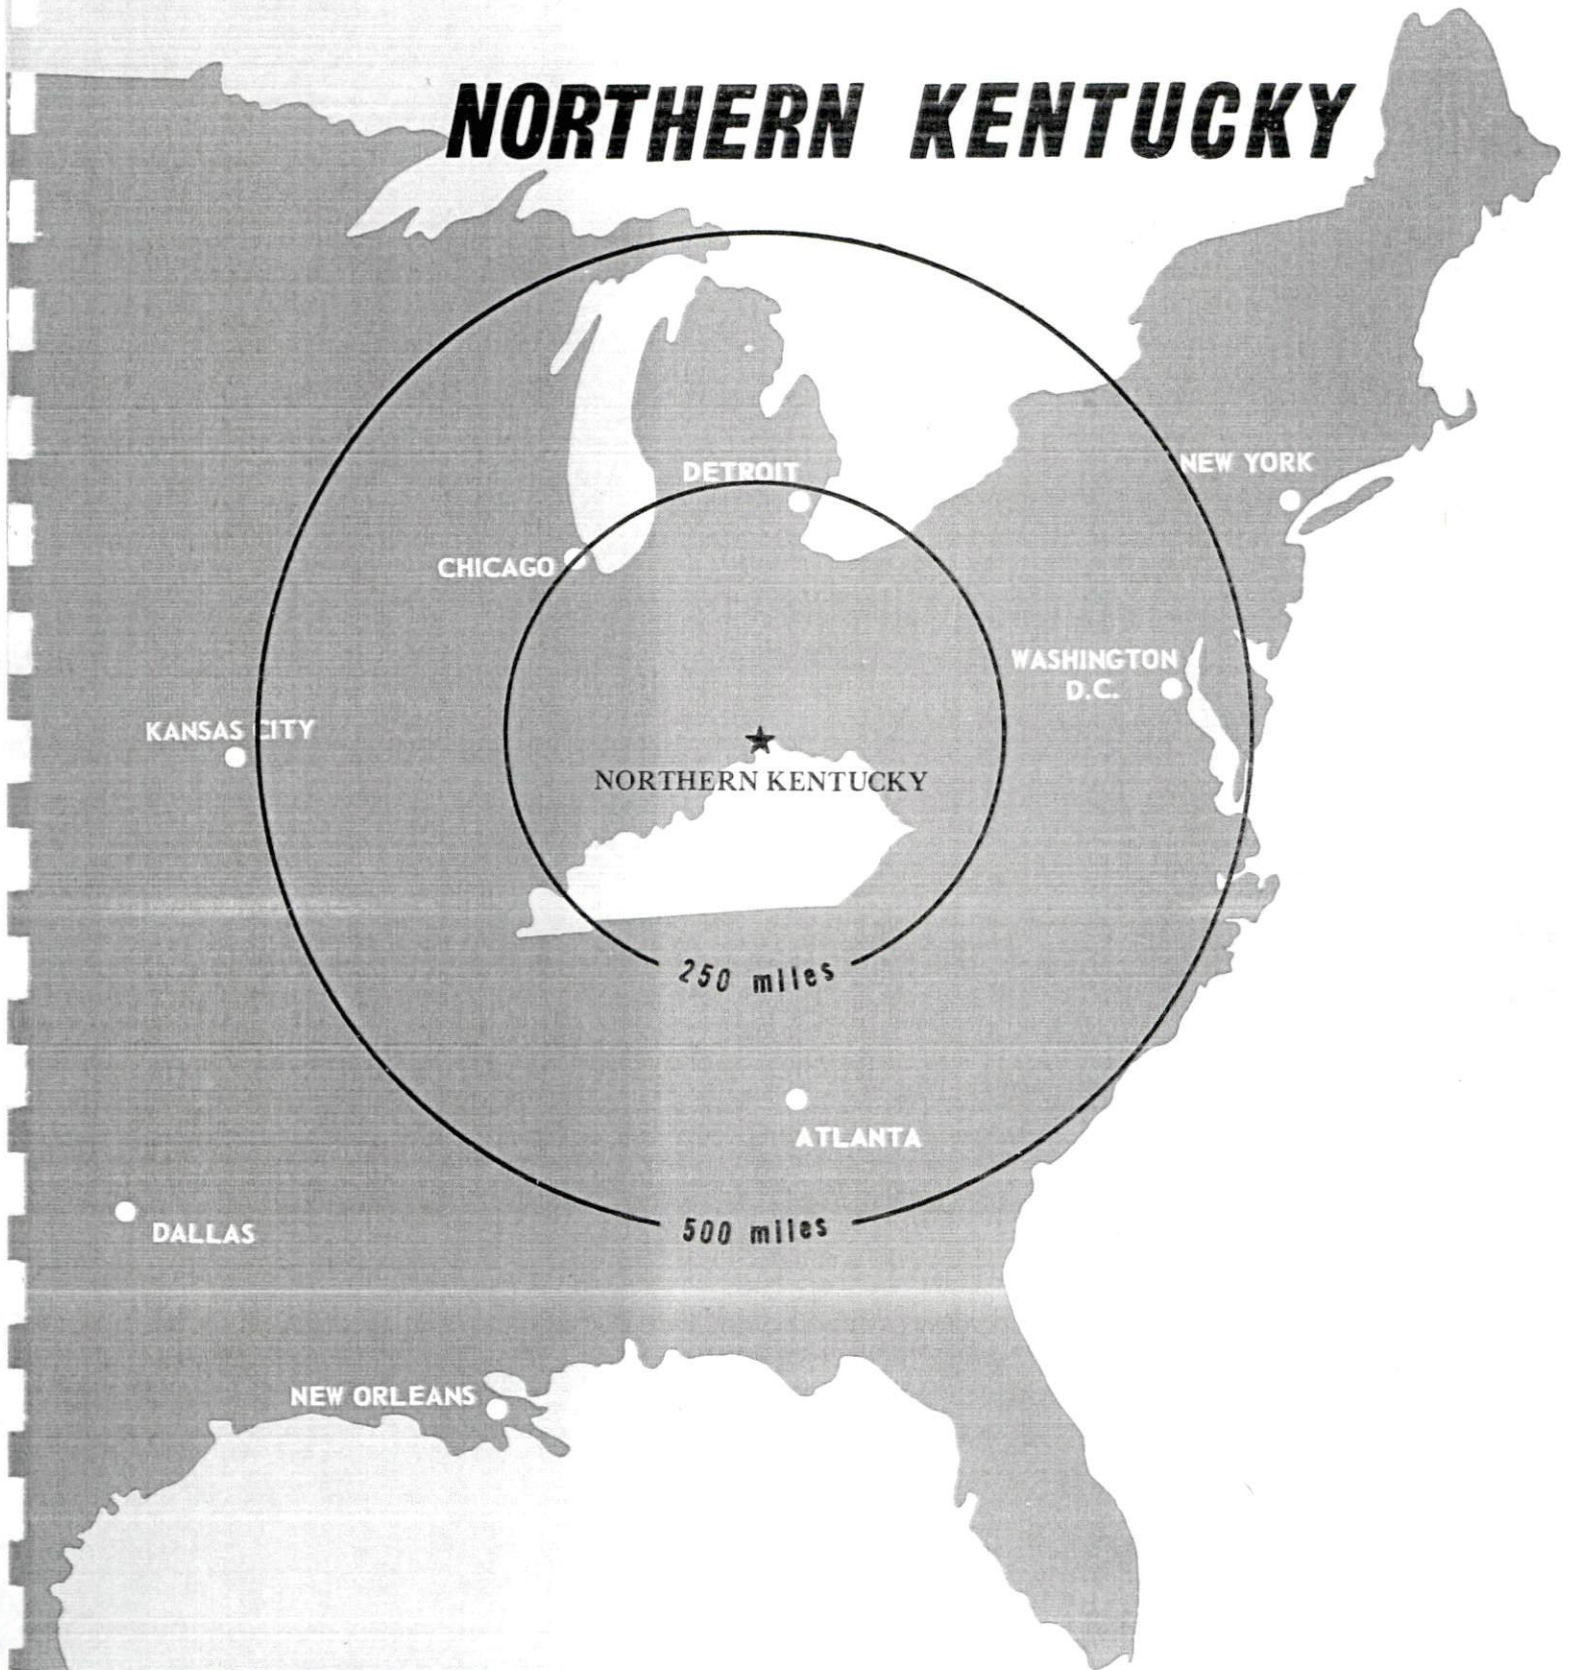 NORTHERN KENTUCKY
DETROIT
NEW YORK
CHICAGO
WASHINGTON
D.C.
KANSAS CITY
NORTHERN KENTUCKY
250 miles
ATLANTA
500 miles
DALLAS
NEW ORLEANS